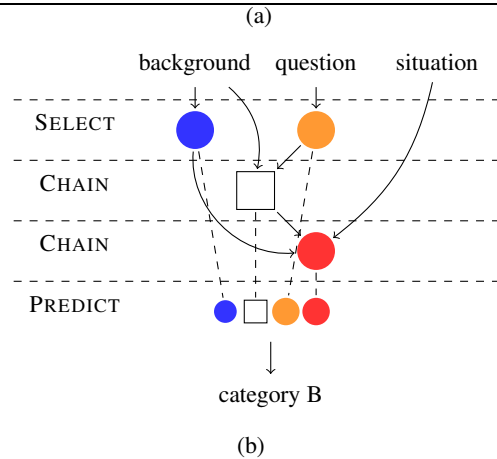 (a)
background question situation
SELECT
CHAIN
CHAIN
PREDICT
category B
(b)